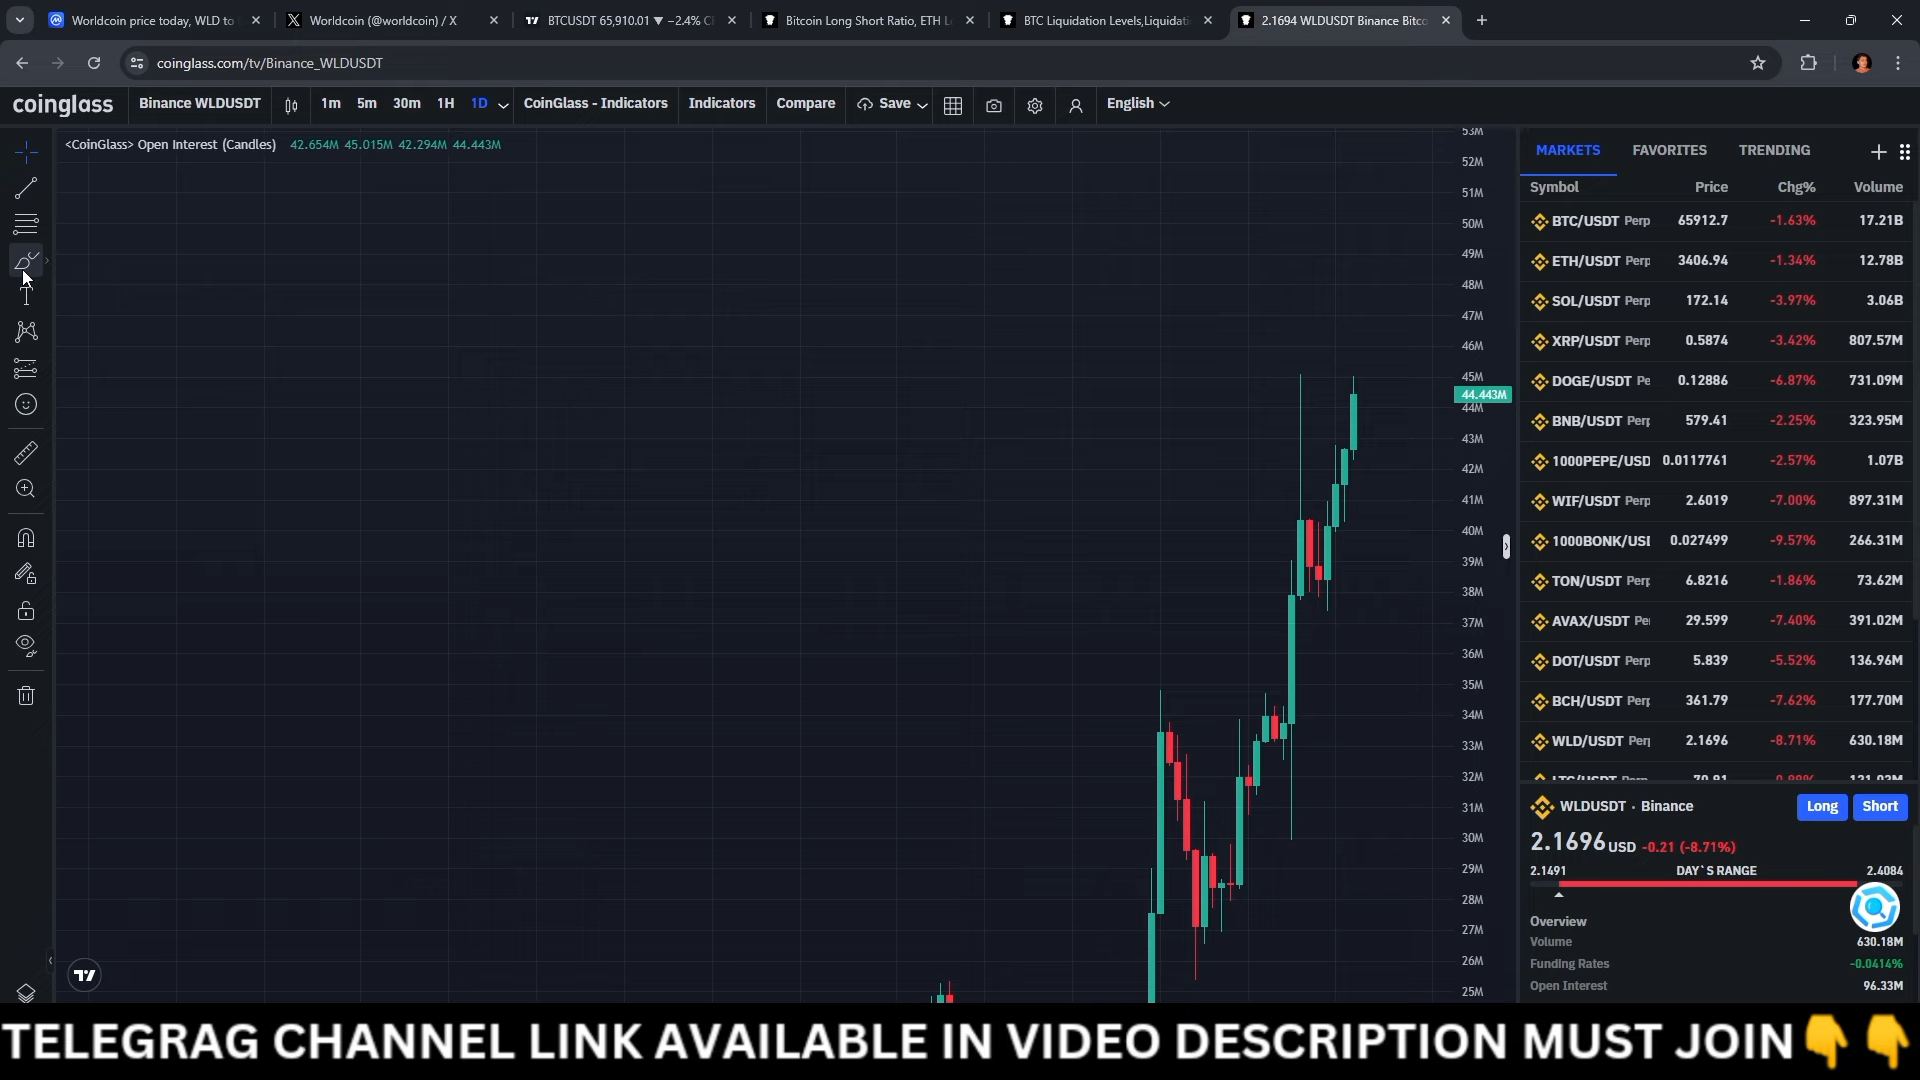 Worldcoin price today, WLD to
Worldcoin (@worldcoin) / X
BTCUSDT 65,910.01 ▼ −2.4%
Bitcoin Long Short Ratio, ETH
BTC Liquidation Levels,Liquidati
2.1694 WLDUSDT Binance Bitco
coinglass.com/tv/Binance_WLDUSDT
coinglass Binance WLDUSDT 1m 5m 30m 1H 1D CoinGlass - Indicators Indicators Compare Save English
<CoinGlass> Open Interest (Candles) 42.654M 45.015M 42.294M 44.443M
53M
52M
51M
50M
49M
48M
47M
46M
45M
44.443M
44M
43M
42M
41M
40M
39M
38M
37M
36M
35M
34M
33M
32M
31M
30M
29M
28M
27M
26M
25M
MARKETS FAVORITES TRENDING
Symbol Price Chg% Volume
BTC/USDT Perp 65912.7 -1.63% 17.21B
ETH/USDT Perp 3406.94 -1.34% 12.78B
SOL/USDT Perp 172.14 -3.97% 3.06B
XRP/USDT Perp 0.5874 -3.42% 807.57M
DOGE/USDT Pe 0.12886 -6.87% 731.09M
BNB/USDT Perp 579.41 -2.25% 323.95M
1000PEPE/USD 0.0117761 -2.57% 1.07B
WIF/USDT Perp 2.6019 -7.00% 897.31M
1000BONK/USD 0.027499 -9.57% 266.31M
TON/USDT Perp 6.8216 -1.86% 73.62M
AVAX/USDT Pe 29.599 -7.40% 391.02M
DOT/USDT Perp 5.839 -5.52% 136.96M
BCH/USDT Perp 361.79 -7.62% 177.70M
WLD/USDT Perp 2.1696 -8.71% 630.18M
WLDUSDT · Binance Long Short
2.1696 USD -0.21 (-8.71%)
2.1491 DAY`S RANGE 2.4084
Overview
Volume 630.18M
Funding Rates -0.0414%
Open Interest 96.33M
TELEGRAG CHANNEL LINK AVAILABLE IN VIDEO DESCRIPTION MUST JOIN👇👇